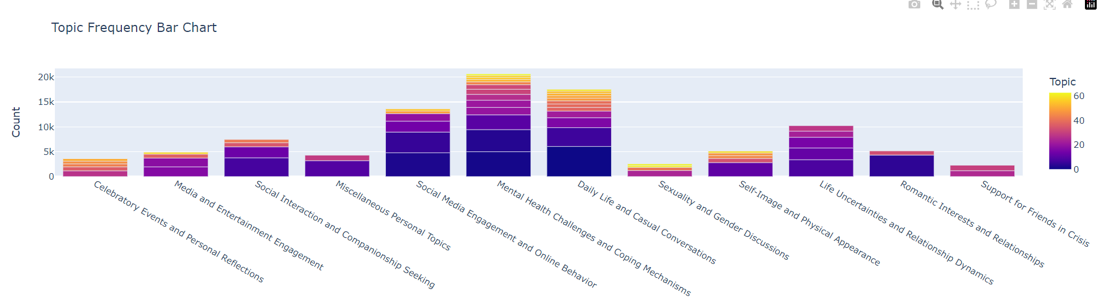 Topic Frequency Bar Chart
Count
20k
15k
10k
5k
0
Celebratory Events and Personal Reflections
Media and Entertainment Engagement
Social Interaction and Companionship Seeking
Miscellaneous Personal Topics
Social Media Engagement and Online Behavior
Mental Health Challenges and Coping Mechanisms
Daily Life and Casual Conversations
Sexuality and Gender Discussions
Self-Image and Physical Appearance
Life Uncertainties and Relationship Dynamics
Romantic Interests and Relationships
Support for Friends in Crisis
Topic
60
40
20
0